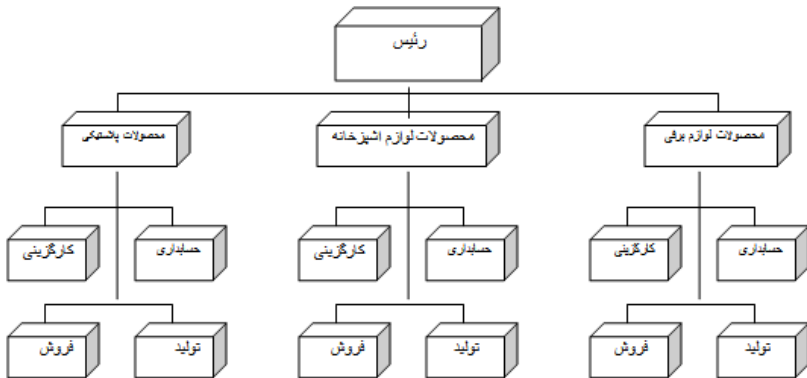 رئیس
محصولات لوازم برقی
محصولات لوازم اشپزخانه
محصولات پلاستیکی
حسابداری
کارگزینی
حسابداری
کارگزینی
حسابداری
کارگزینی
تولید
فروش
تولید
فروش
تولید
فروش